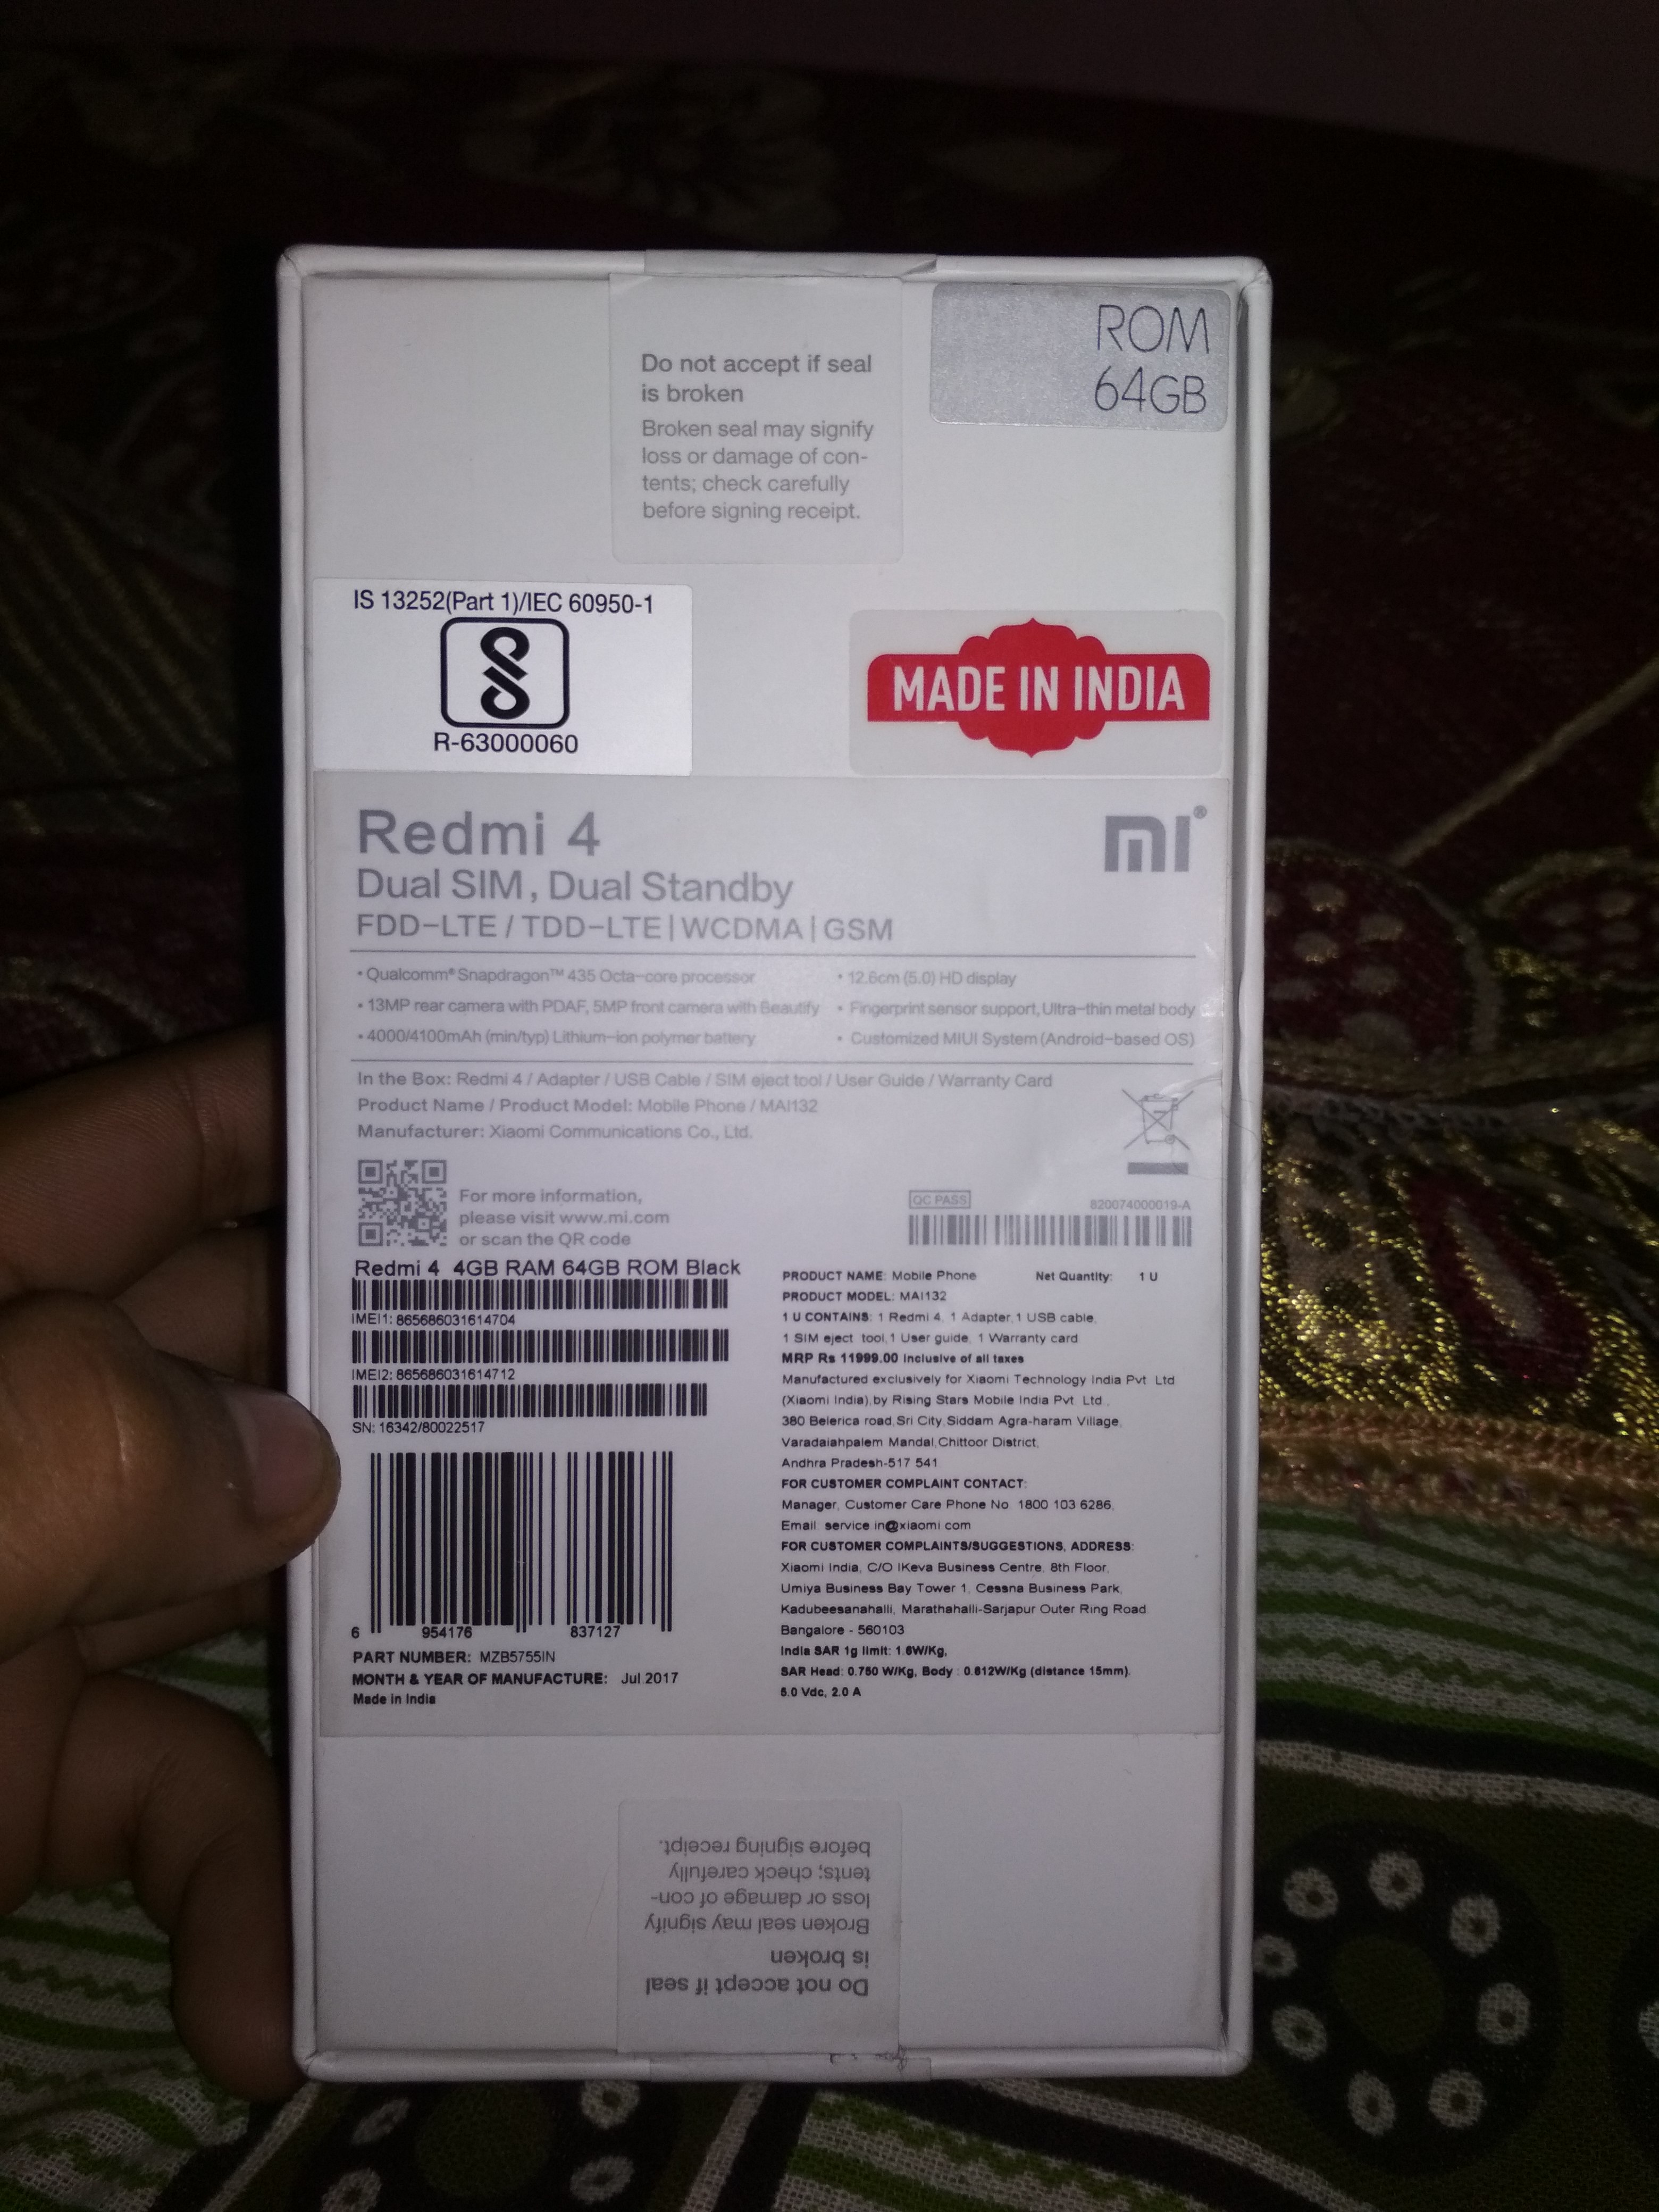 ROM
64GB
Do not accept if seal
is broken
Broken seal may signify
loss or damage of con-
tents; check carefully
before signing receipt.
IS 13252(Part 1)/IEC 60950-1
R-63000060
MADE IN INDIA
Redmi 4
mi®
Dual SIM, Dual Standby
FDD-LTE / TDD-LTE | WCDMA | GSM
• Qualcomm® Snapdragon™ 435 Octa-core processor
• 13MP rear camera with PDAF, 5MP front camera with Beautify
• 4000/4100mAh (min/typ) Lithium-ion polymer battery
• 12.6cm (5.0) HD display
• Fingerprint sensor support, Ultra-thin metal body
• Customized MIUI System (Android-based OS)
In the Box: Redmi 4 / Adapter / USB Cable / SIM eject tool / User Guide / Warranty Card
Product Name / Product Model: Mobile Phone / MAI132
Manufacturer: Xiaomi Communications Co., Ltd.
For more information,
please visit www.mi.com
or scan the QR code
QC PASS
820074000019-A
Redmi 4 4GB RAM 64GB ROM Black
IMEI1: 865686031614704
IMEI2: 865686031614712
SN: 16342/80022517
6 954176 837127
PART NUMBER: MZB5755IN
MONTH & YEAR OF MANUFACTURE: Jul 2017
Made in India
PRODUCT NAME: Mobile Phone Net Quantity: 1 U
PRODUCT MODEL: MAI132
1 U CONTAINS: 1 Redmi 4, 1 Adapter, 1 USB cable,
1 SIM eject tool, 1 User guide, 1 Warranty card
MRP Rs 11999.00 Inclusive of all taxes
Manufactured exclusively for Xiaomi Technology India Pvt Ltd
(Xiaomi India), by Rising Stars Mobile India Pvt Ltd.,
380 Belerica road, Sri City, Siddam Agra-haram Village,
Varadaiahpalem Mandal, Chittoor District,
Andhra Pradesh-517 541
FOR CUSTOMER COMPLAINT CONTACT:
Manager, Customer Care Phone No. 1800 103 6286,
Email: service.in@xiaomi.com
FOR CUSTOMER COMPLAINTS/SUGGESTIONS, ADDRESS:
Xiaomi India, C/O IKeva Business Centre, 8th Floor,
Umiya Business Bay Tower 1, Cessna Business Park,
Kadubeesanahalli, Marathahalli-Sarjapur Outer Ring Road
Bangalore - 560103
India SAR 1g limit: 1.6W/Kg,
SAR Head: 0.750 W/Kg, Body : 0.612W/Kg (distance 15mm).
5.0 Vdc, 2.0 A
Do not accept if seal
is broken
Broken seal may signify
loss or damage of con-
tents; check carefully
before signing receipt.